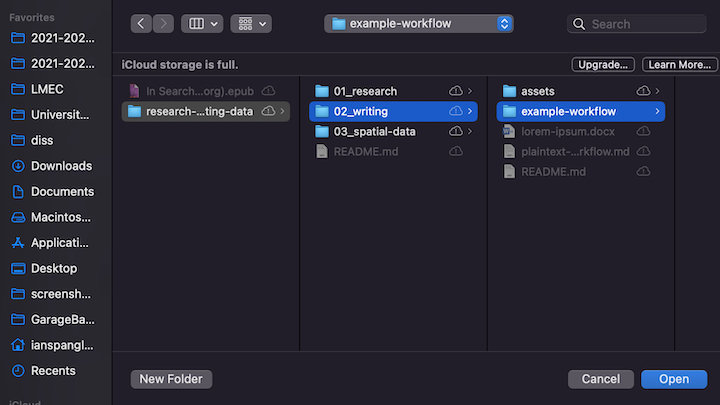 Favorites
2021-202...
2021-202...
LMEC
Universit...
diss
Downloads
Documents
Macintos...
Applicati...
Desktop
screensh...
GarageBa...
ianspangl...
Recents
iCloud
example-workflow
Search
iCloud storage is full.
Upgrade...
Learn More...
In Search...org).epub
research-...ting-data
01_research
02_writing
03_spatial-data
README.md
assets
example-workflow
lorem-ipsum.docx
plaintext-...rkflow.md
README.md
New Folder
Cancel
Open